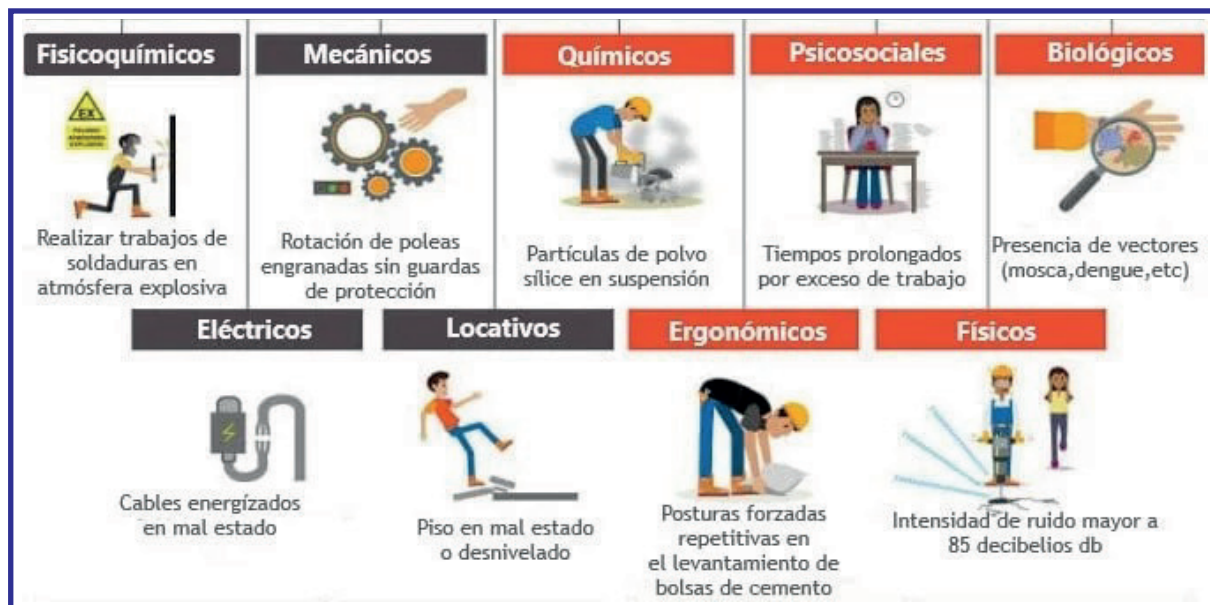 Fisicoquímicos
Mecánicos
Químicos
Psicosociales
Biológicos
EX
Realizar trabajos de
soldaduras en
atmósfera explosiva
Rotación de poleas
engranadas sin guardas
de protección
Partículas de polvo
sílice en suspensión
Tiempos prolongados
por exceso de trabajo
Presencia de vectores
(mosca,dengue,etc)
Eléctricos
Locativos
Ergonómicos
Físicos
Cables energízados
en mal estado
Piso en mal estado
o desnivelado
Posturas forzadas
repetitivas en
el levantamiento de
bolsas de cemento
Intensidad de ruido mayor a
85 decibelios db